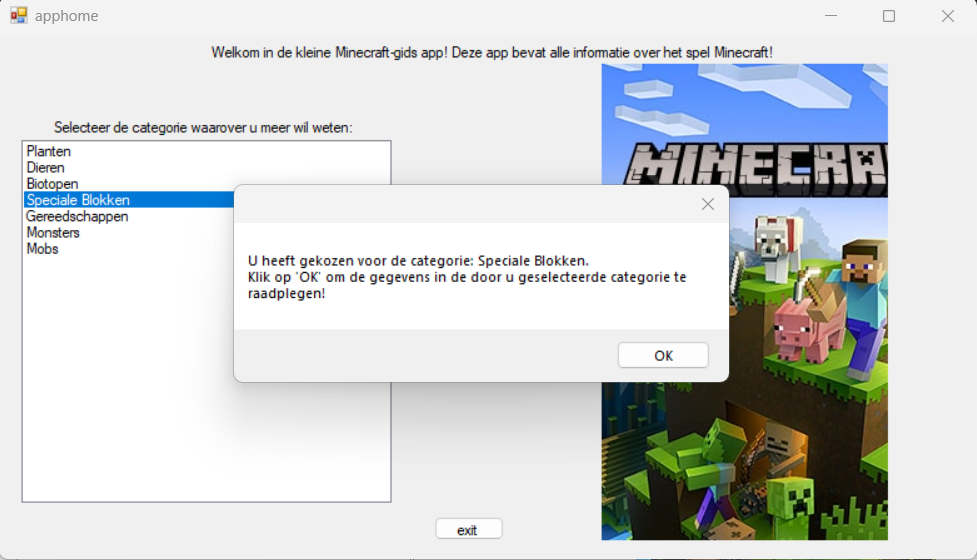 apphome
Welkom in de kleine Minecraft-gids app! Deze app bevat alle informatie over het spel Minecraft!
Selecteer de categorie waarover u meer wil weten:
Planten
Dieren
Biotopen
Speciale Blokken
Gereedschappen
Monsters
Mobs
U heeft gekozen voor de categorie: Speciale Blokken.
Klik op 'OK' om de gegevens in de door u geselecteerde categorie te
raadplegen!
OK
MINECRA
exit